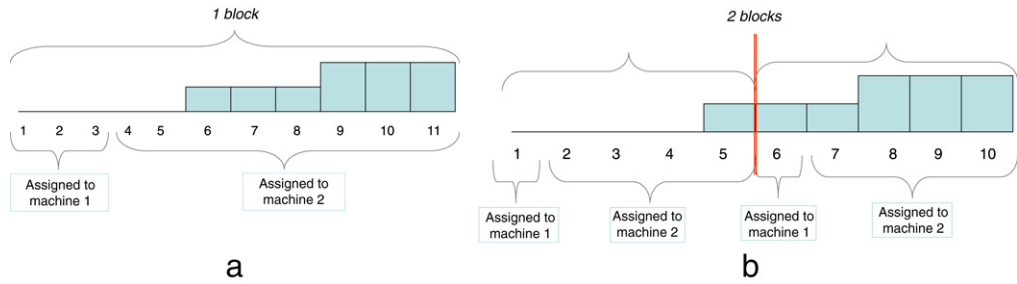 1 block
1 2 3 4 5 6 7 8 9 10 11
Assigned to
machine 1
Assigned to
machine 2
a
2 blocks
1 2 3 4 5 6 7 8 9 10
Assigned to
machine 1
Assigned to
machine 2
Assigned to
machine 1
Assigned to
machine 2
b